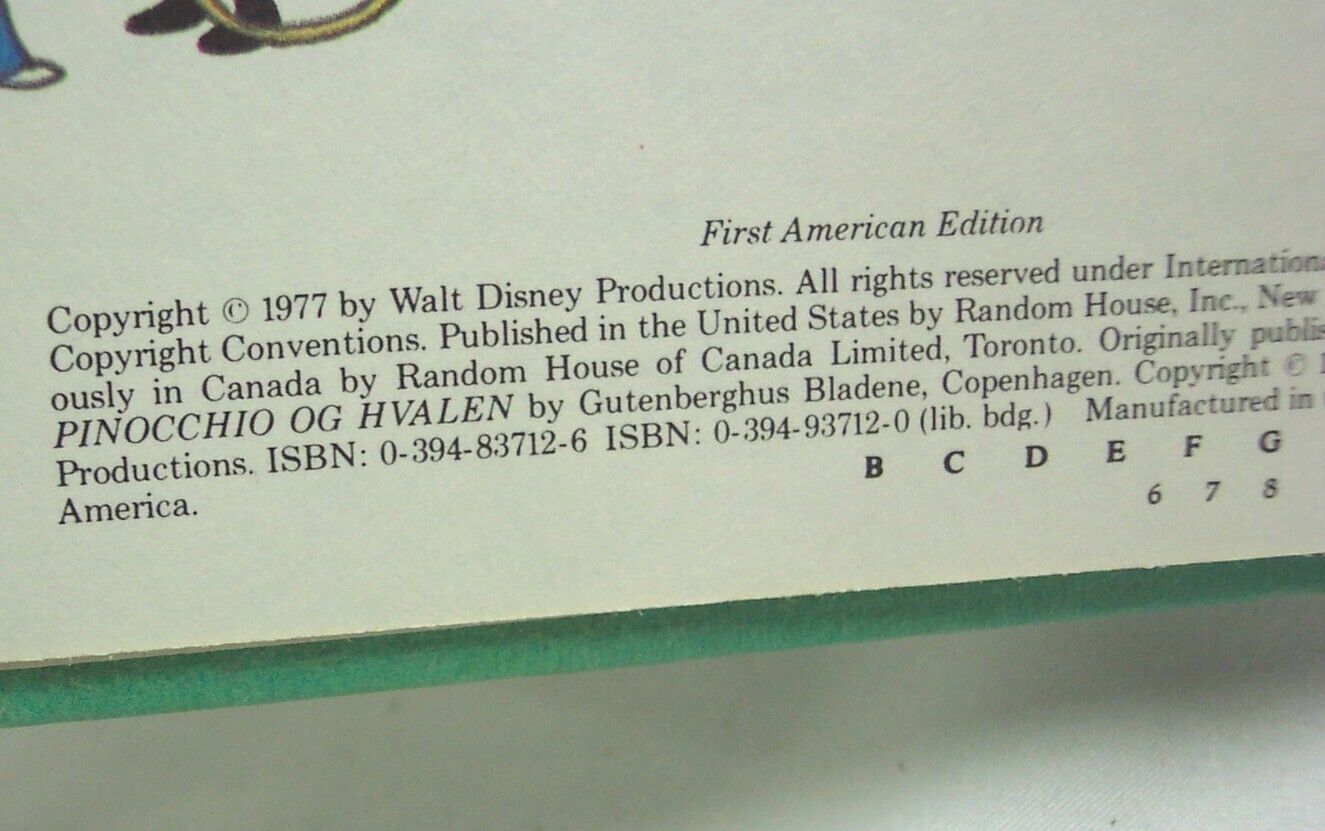 First American Edition
Copyright © 1977 by Walt Disney Productions. All rights reserved under
Copyright Conventions. Published in the United States by Random House, Inc., New
ously in Canada by Random House of Canada Limited, Toronto. Originally
PINOCCHIO OG HVALEN by Gutenberghus Bladene, Copenhagen. Copyright ©
Productions. ISBN: 0-394-83712-6 ISBN: 0-394-93712-0 (lib. bdg.) Manufactured in
America.
B C D E F G
6 7 8